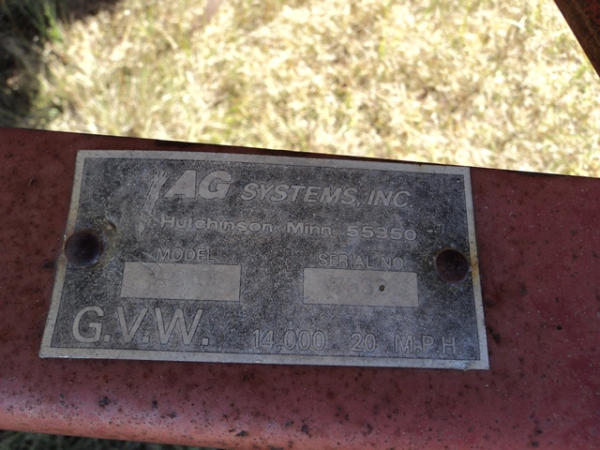 AG SYSTEMS, INC.
Hutchinson, Minn. 55350
MODEL SERIAL NO.
G.V.W. 14,000 20 M.P.H